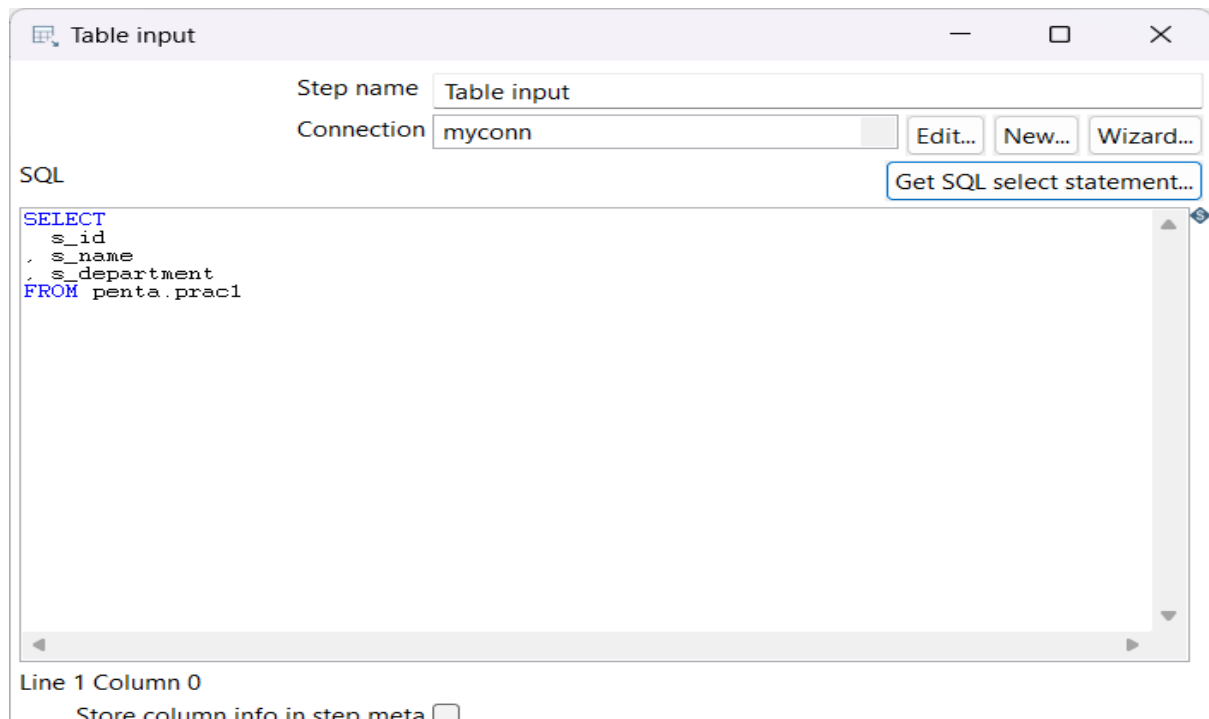 Table input
Step name Table input
Connection myconn Edit... New... Wizard...
SQL
Get SQL select statement...
SELECT
s_id
, s_name
, s_department
FROM penta.prac1
Line 1 Column 0
Store column info in step meta